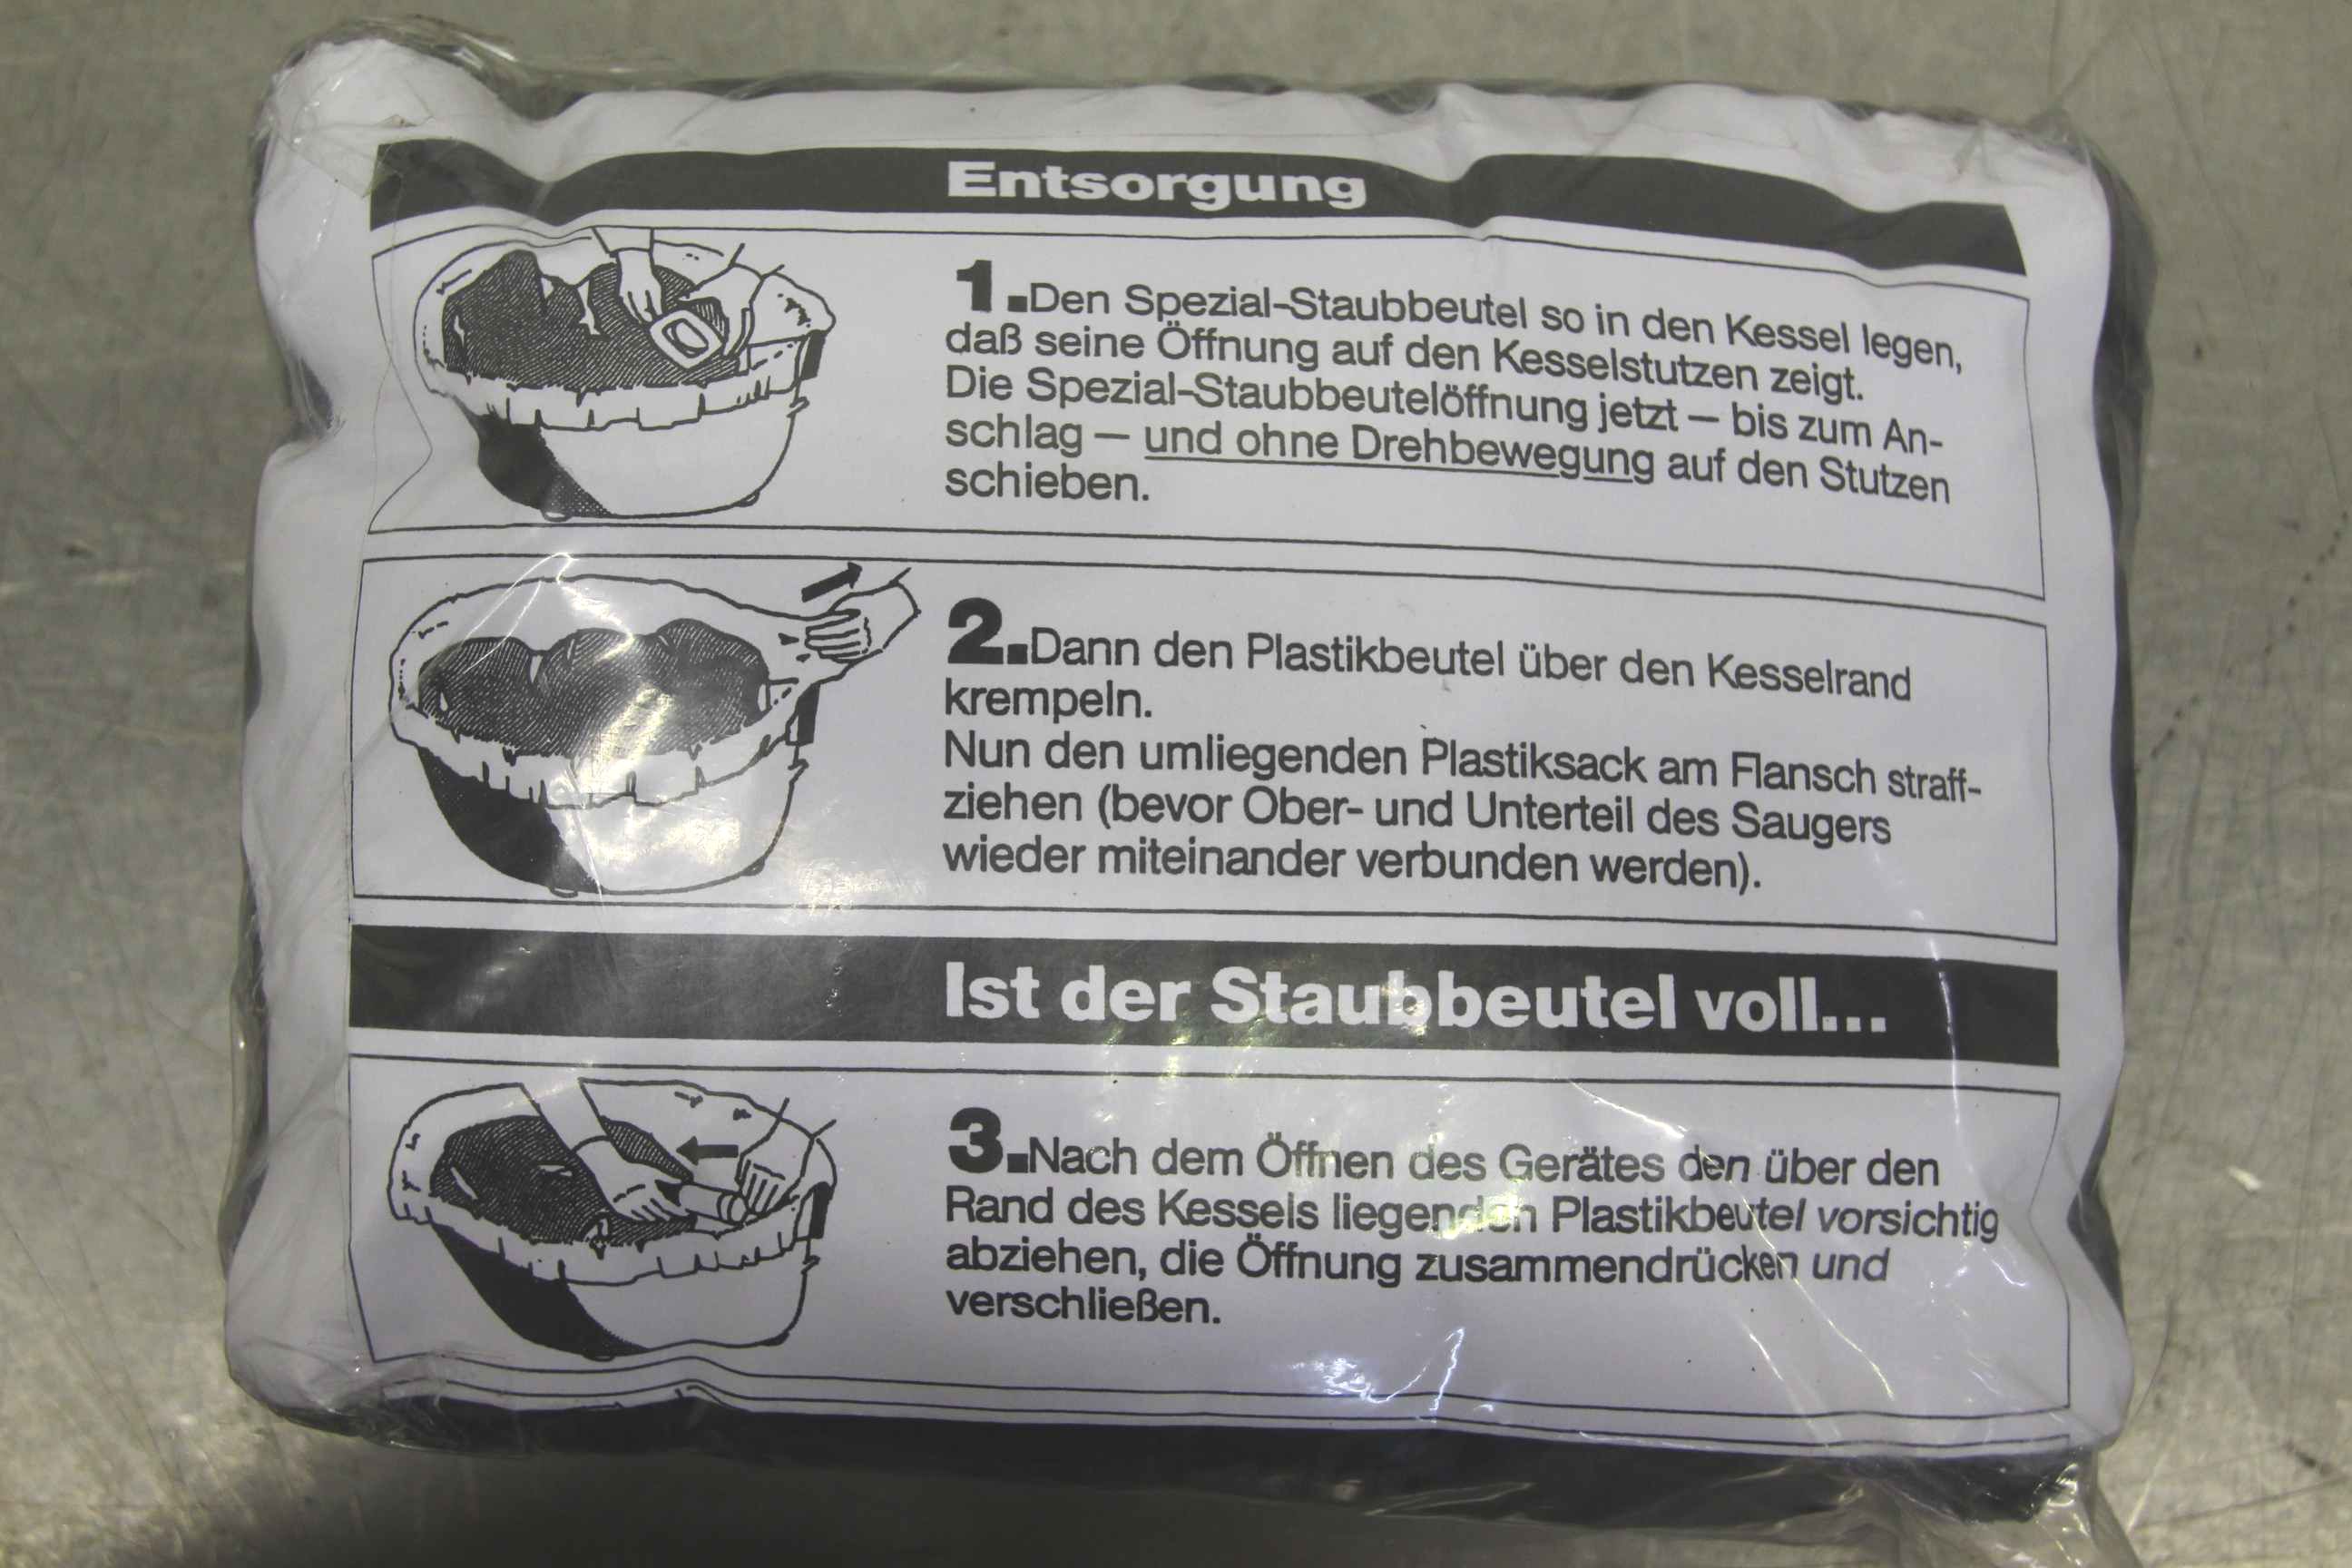 Entsorgung
1.Den Spezial-Staubbeutel so in den Kessel legen,
daß seine Öffnung auf den Kesselstutzen zeigt.
Die Spezial-Staubbeutelöffnung jetzt – bis zum An-
schlag – und ohne Drehbewegung auf den Stutzen
schieben.
2.Dann den Plastikbeutel über den Kesselrand
krempeln.
Nun den umliegenden Plastiksack am Flansch straff-
ziehen (bevor Ober- und Unterteil des Saugers
wieder miteinander verbunden werden).
Ist der Staubbeutel voll...
3.Nach dem Öffnen des Gerätes den über den
Rand des Kessels liegenden Plastikbeutel vorsichtig
abziehen, die Öffnung zusammendrücken und
verschließen.